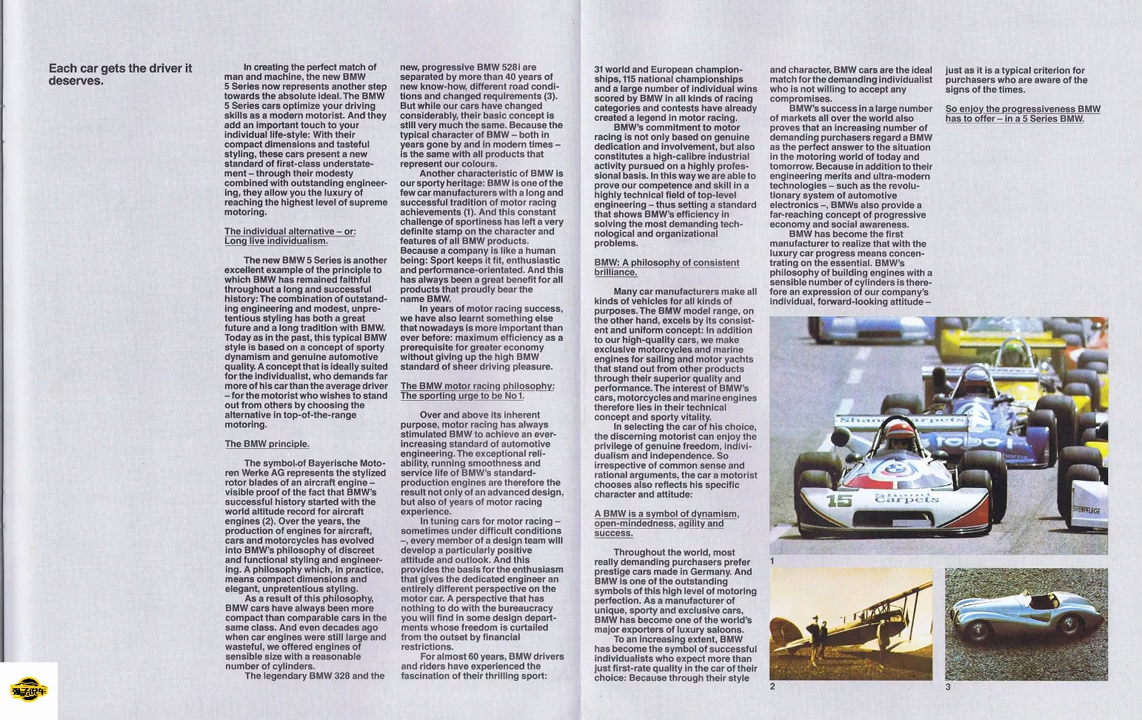 Each car gets the driver it
deserves.
In creating the perfect match of
man and machine, the new BMW
5 Series now represents another step
towards the absolute ideal. The BMW
5 Series cars optimize your driving
skills as a modern motorist. And they
add an important touch to your
individual life-style: With their
compact dimensions and tasteful
styling, these cars present a new
standard of first-class understate-
ment – through their modesty
combined with outstanding engineer-
ing, they allow you the luxury of
reaching the highest level of supreme
motoring.
The individual alternative – or:
Long live individualism.
The new BMW 5 Series is another
excellent example of the principle to
which BMW has remained faithful
throughout a long and successful
history: The combination of outstand-
ing engineering and modest, unpre-
tentious styling has both a great
future and a long tradition with BMW.
Today as in the past, this typical BMW
style is based on a concept of sporty
dynamism and genuine automotive
quality. A concept that is ideally suited
for the individualist, who demands far
more of his car than the average driver
– for the motorist who wishes to stand
out from others by choosing the
alternative in top-of-the-range
motoring.
The BMW principle.
The symbol of Bayerische Moto-
ren Werke AG represents the stylized
rotor blades of an aircraft engine –
visible proof of the fact that BMW's
successful history started with the
world altitude record for aircraft
engines (2). Over the years, the
production of engines for aircraft,
cars and motorcycles has evolved
into BMW's philosophy of discreet
and functional styling and engineer-
ing. A philosophy which, in practice,
means compact dimensions and
elegant, unpretentious styling.
As a result of this philosophy,
BMW cars have always been more
compact than comparable cars in the
same class. And even decades ago
when car engines were still large and
wasteful, we offered engines of
sensible size with a reasonable
number of cylinders.
The legendary BMW 328 and the
new, progressive BMW 528i are
separated by more than 40 years of
new know-how, different road condi-
tions and changed requirements (3).
But while our cars have changed
considerably, their basic concept is
still very much the same. Because the
typical character of BMW – both in
years gone by and in modern times –
is the same with all products that
represent our colours.
Another characteristic of BMW is
our sporty heritage: BMW is one of the
few car manufacturers with a long and
successful tradition of motor racing
achievements (1). And this constant
challenge of sportiness has left a very
definite stamp on the character and
features of all BMW products.
Because a company is like a human
being: Sport keeps it fit, enthusiastic
and performance-orientated. And this
has always been a great benefit for all
products that proudly bear the
name BMW.
In years of motor racing success,
we have also learnt something else
that nowadays is more important than
ever before: maximum efficiency as a
prerequisite for greater economy
without giving up the high BMW
standard of sheer driving pleasure.
The BMW motor racing philosophy:
The sporting urge to be No 1.
Over and above its inherent
purpose, motor racing has always
stimulated BMW to achieve an ever-
increasing standard of automotive
engineering. The exceptional reli-
ability, running smoothness and
service life of BMW's standard-
production engines are therefore the
result not only of an advanced design,
but also of years of motor racing
experience.
In tuning cars for motor racing –
sometimes under difficult conditions
–, every member of a design team will
develop a particularly positive
attitude and outlook. And this
provides the basis for the enthusiasm
that gives the dedicated engineer an
entirely different perspective on the
motor car. A perspective that has
nothing to do with the bureaucracy
you will find in some design depart-
ments whose freedom is curtailed
from the outset by financial
restrictions.
For almost 60 years, BMW drivers
and riders have experienced the
fascination of their thrilling sport:
31 world and European champion-
ships, 115 national championships
and a large number of individual wins
scored by BMW in all kinds of racing
categories and contests have already
created a legend in motor racing.
BMW's commitment to motor
racing is not only based on genuine
dedication and involvement, but also
constitutes a high-calibre industrial
activity pursued on a highly profes-
sional basis. In this way we are able to
prove our competence and skill in a
highly technical field of top-level
engineering – thus setting a standard
that shows BMW's efficiency in
solving the most demanding tech-
nological and organizational
problems.
BMW: A philosophy of consistent
brilliance.
Many car manufacturers make all
kinds of vehicles for all kinds of
purposes. The BMW model range, on
the other hand, excels by its consist-
ent and uniform concept: In addition
to our high-quality cars, we make
exclusive motorcycles and marine
engines for sailing and motor yachts
that stand out from other products
through their superior quality and
performance. The interest of BMW's
cars, motorcycles and marine engines
therefore lies in their technical
concept and sporty vitality.
In selecting the car of his choice,
the discerning motorist can enjoy the
privilege of genuine freedom, indivi-
dualism and independence. So
irrespective of common sense and
rational arguments, the car a motorist
chooses also reflects his specific
character and attitude:
A BMW is a symbol of dynamism,
open-mindedness, agility and
success.
Throughout the world, most
really demanding purchasers prefer
prestige cars made in Germany. And
BMW is one of the outstanding
symbols of this high level of motoring
perfection. As a manufacturer of
unique, sporty and exclusive cars,
BMW has become one of the world's
major exporters of luxury saloons.
To an increasing extent, BMW
has become the symbol of successful
individualists who expect more than
just first-rate quality in the car of their
choice: Because through their style
and character, BMW cars are the ideal
match for the demanding individualist
who is not willing to accept any
compromises.
BMW's success in a large number
of markets all over the world also
proves that an increasing number of
demanding purchasers regard a BMW
as the perfect answer to the situation
in the motoring world of today and
tomorrow. Because in addition to their
engineering merits and ultra-modern
technologies – such as the revolu-
tionary system of automotive
electronics –, BMWs also provide a
far-reaching concept of progressive
economy and social awareness.
BMW has become the first
manufacturer to realize that with the
luxury car progress means concen-
trating on the essential. BMW's
philosophy of building engines with a
sensible number of cylinders is there-
fore an expression of our company's
individual, forward-looking attitude –
just as it is a typical criterion for
purchasers who are aware of the
signs of the times.
So enjoy the progressiveness BMW
has to offer – in a 5 Series BMW.
Shaund Carpets
15
Shaund
Carpets
1
2
3
强子说车